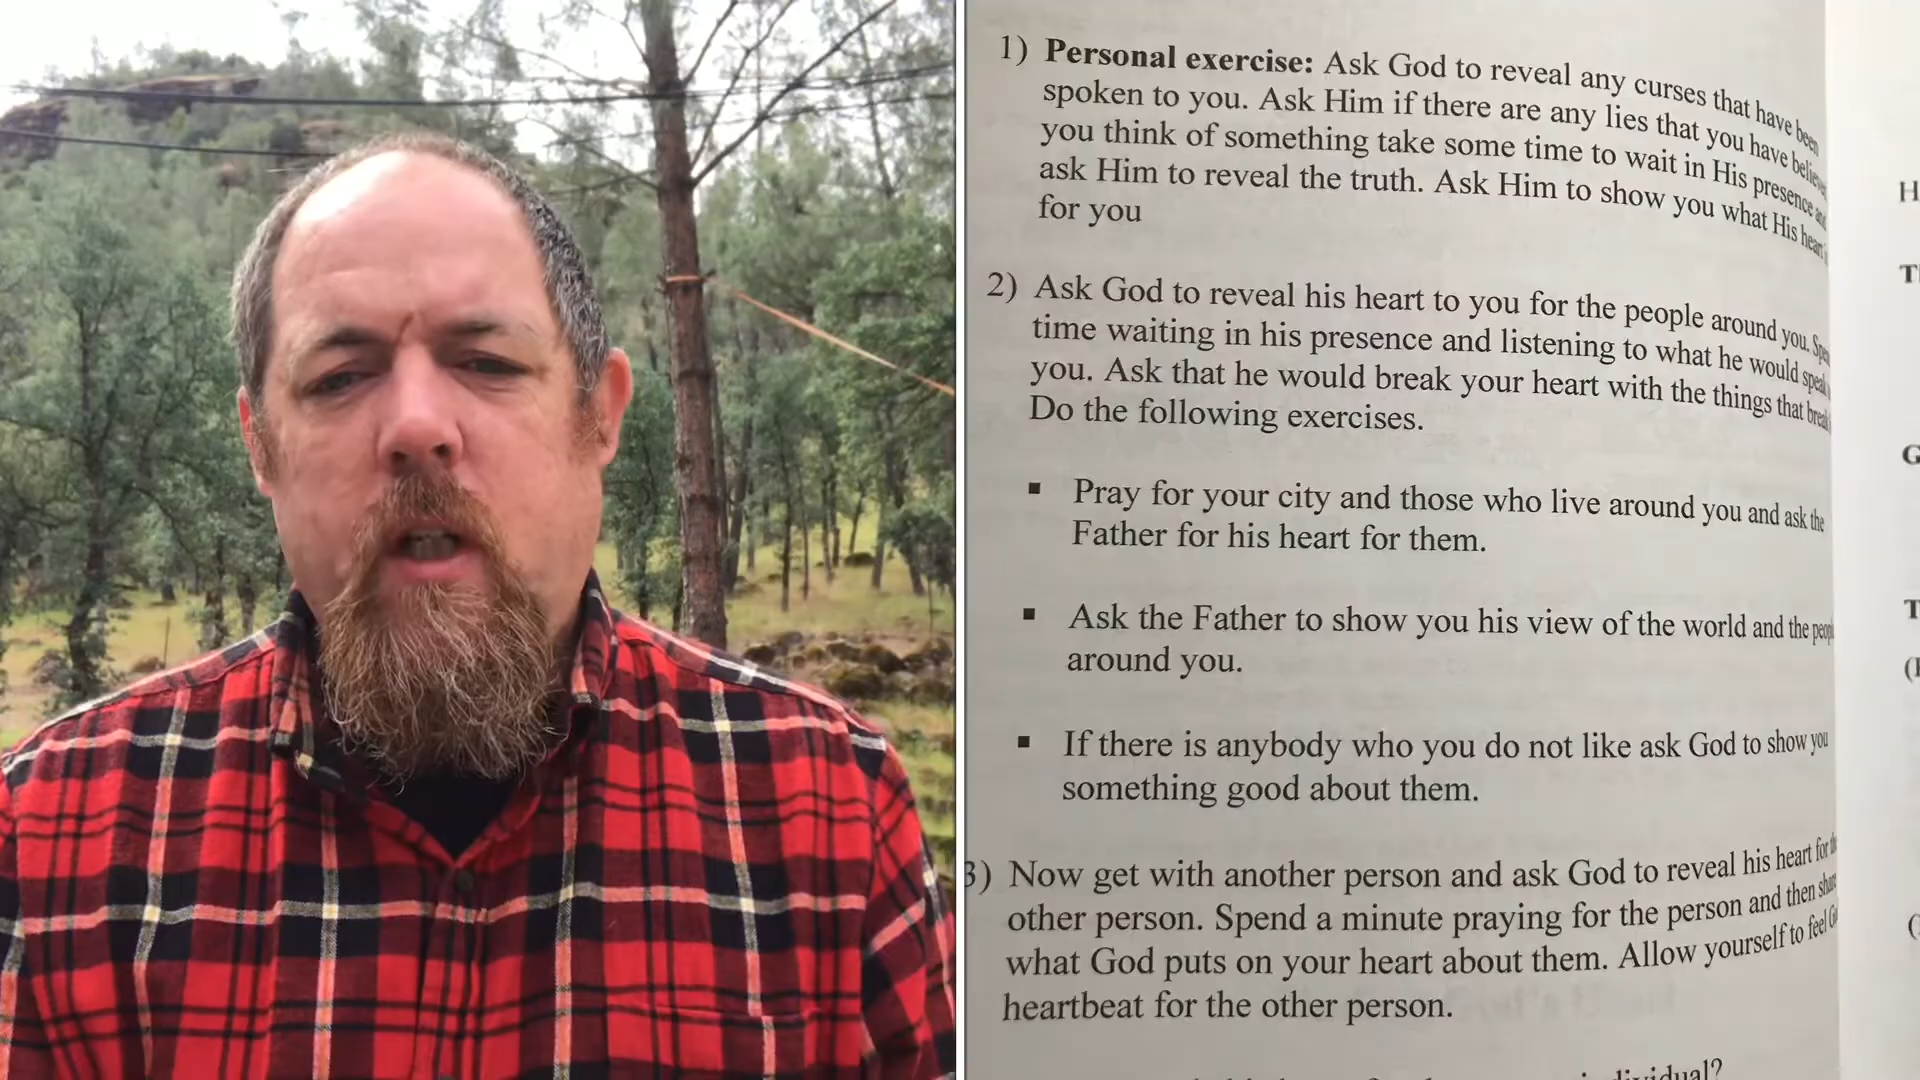 1) Personal exercise: Ask God to reveal any curses that have been
spoken to you. Ask Him if there are any lies that you have
you think of something take some time to wait in His presence and
ask Him to reveal the truth. Ask Him to show you what His heart
for you
2) Ask God to reveal his heart to you for the people around you.
time waiting in his presence and listening to what he would speak
you. Ask that he would break your heart with the things that
Do the following exercises.
▪ Pray for your city and those who live around you and ask the
Father for his heart for them.
▪ Ask the Father to show you his view of the world and the
around you.
▪ If there is anybody who you do not like ask God to show you
something good about them.
3) Now get with another person and ask God to reveal his heart for
other person. Spend a minute praying for the person and then
what God puts on your heart about them. Allow yourself to feel
heartbeat for the other person.